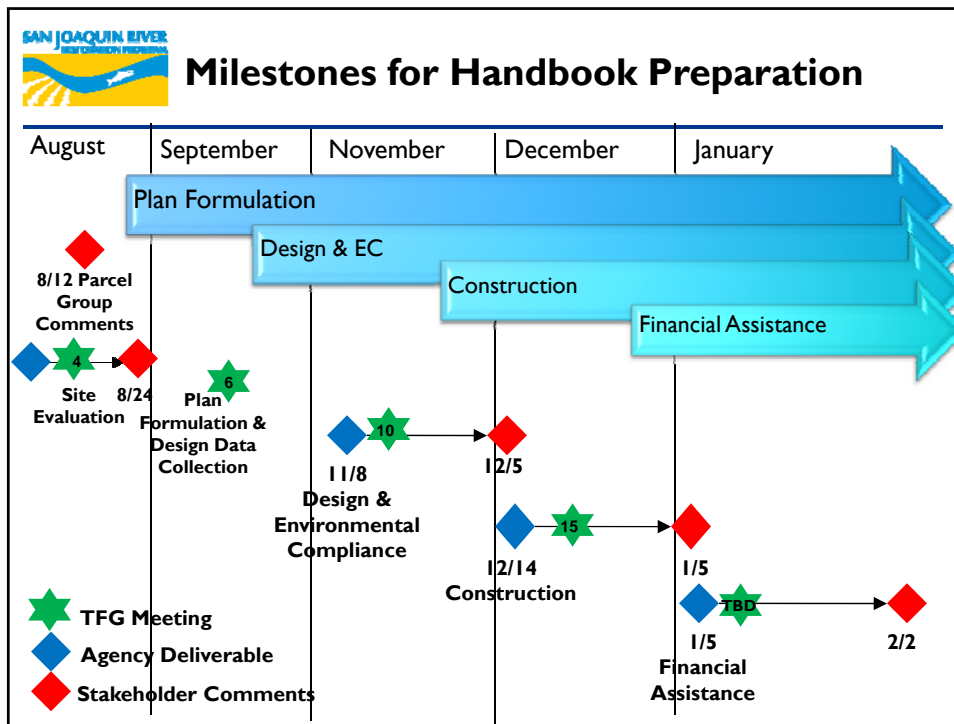 SAN JOAQUIN RIVER
RESTORATION PROGRAM
Milestones for Handbook Preparation
August
September
November
December
January
Plan Formulation
Design & EC
Construction
Financial Assistance
8/12 Parcel
Group
Comments
4
Site
Evaluation
8/24
6
Plan
Formulation &
Design Data
Collection
10
11/8
Design &
Environmental
Compliance
12/5
15
12/14
Construction
1/5
TBD
1/5
Financial
Assistance
2/2
TFG Meeting
Agency Deliverable
Stakeholder Comments